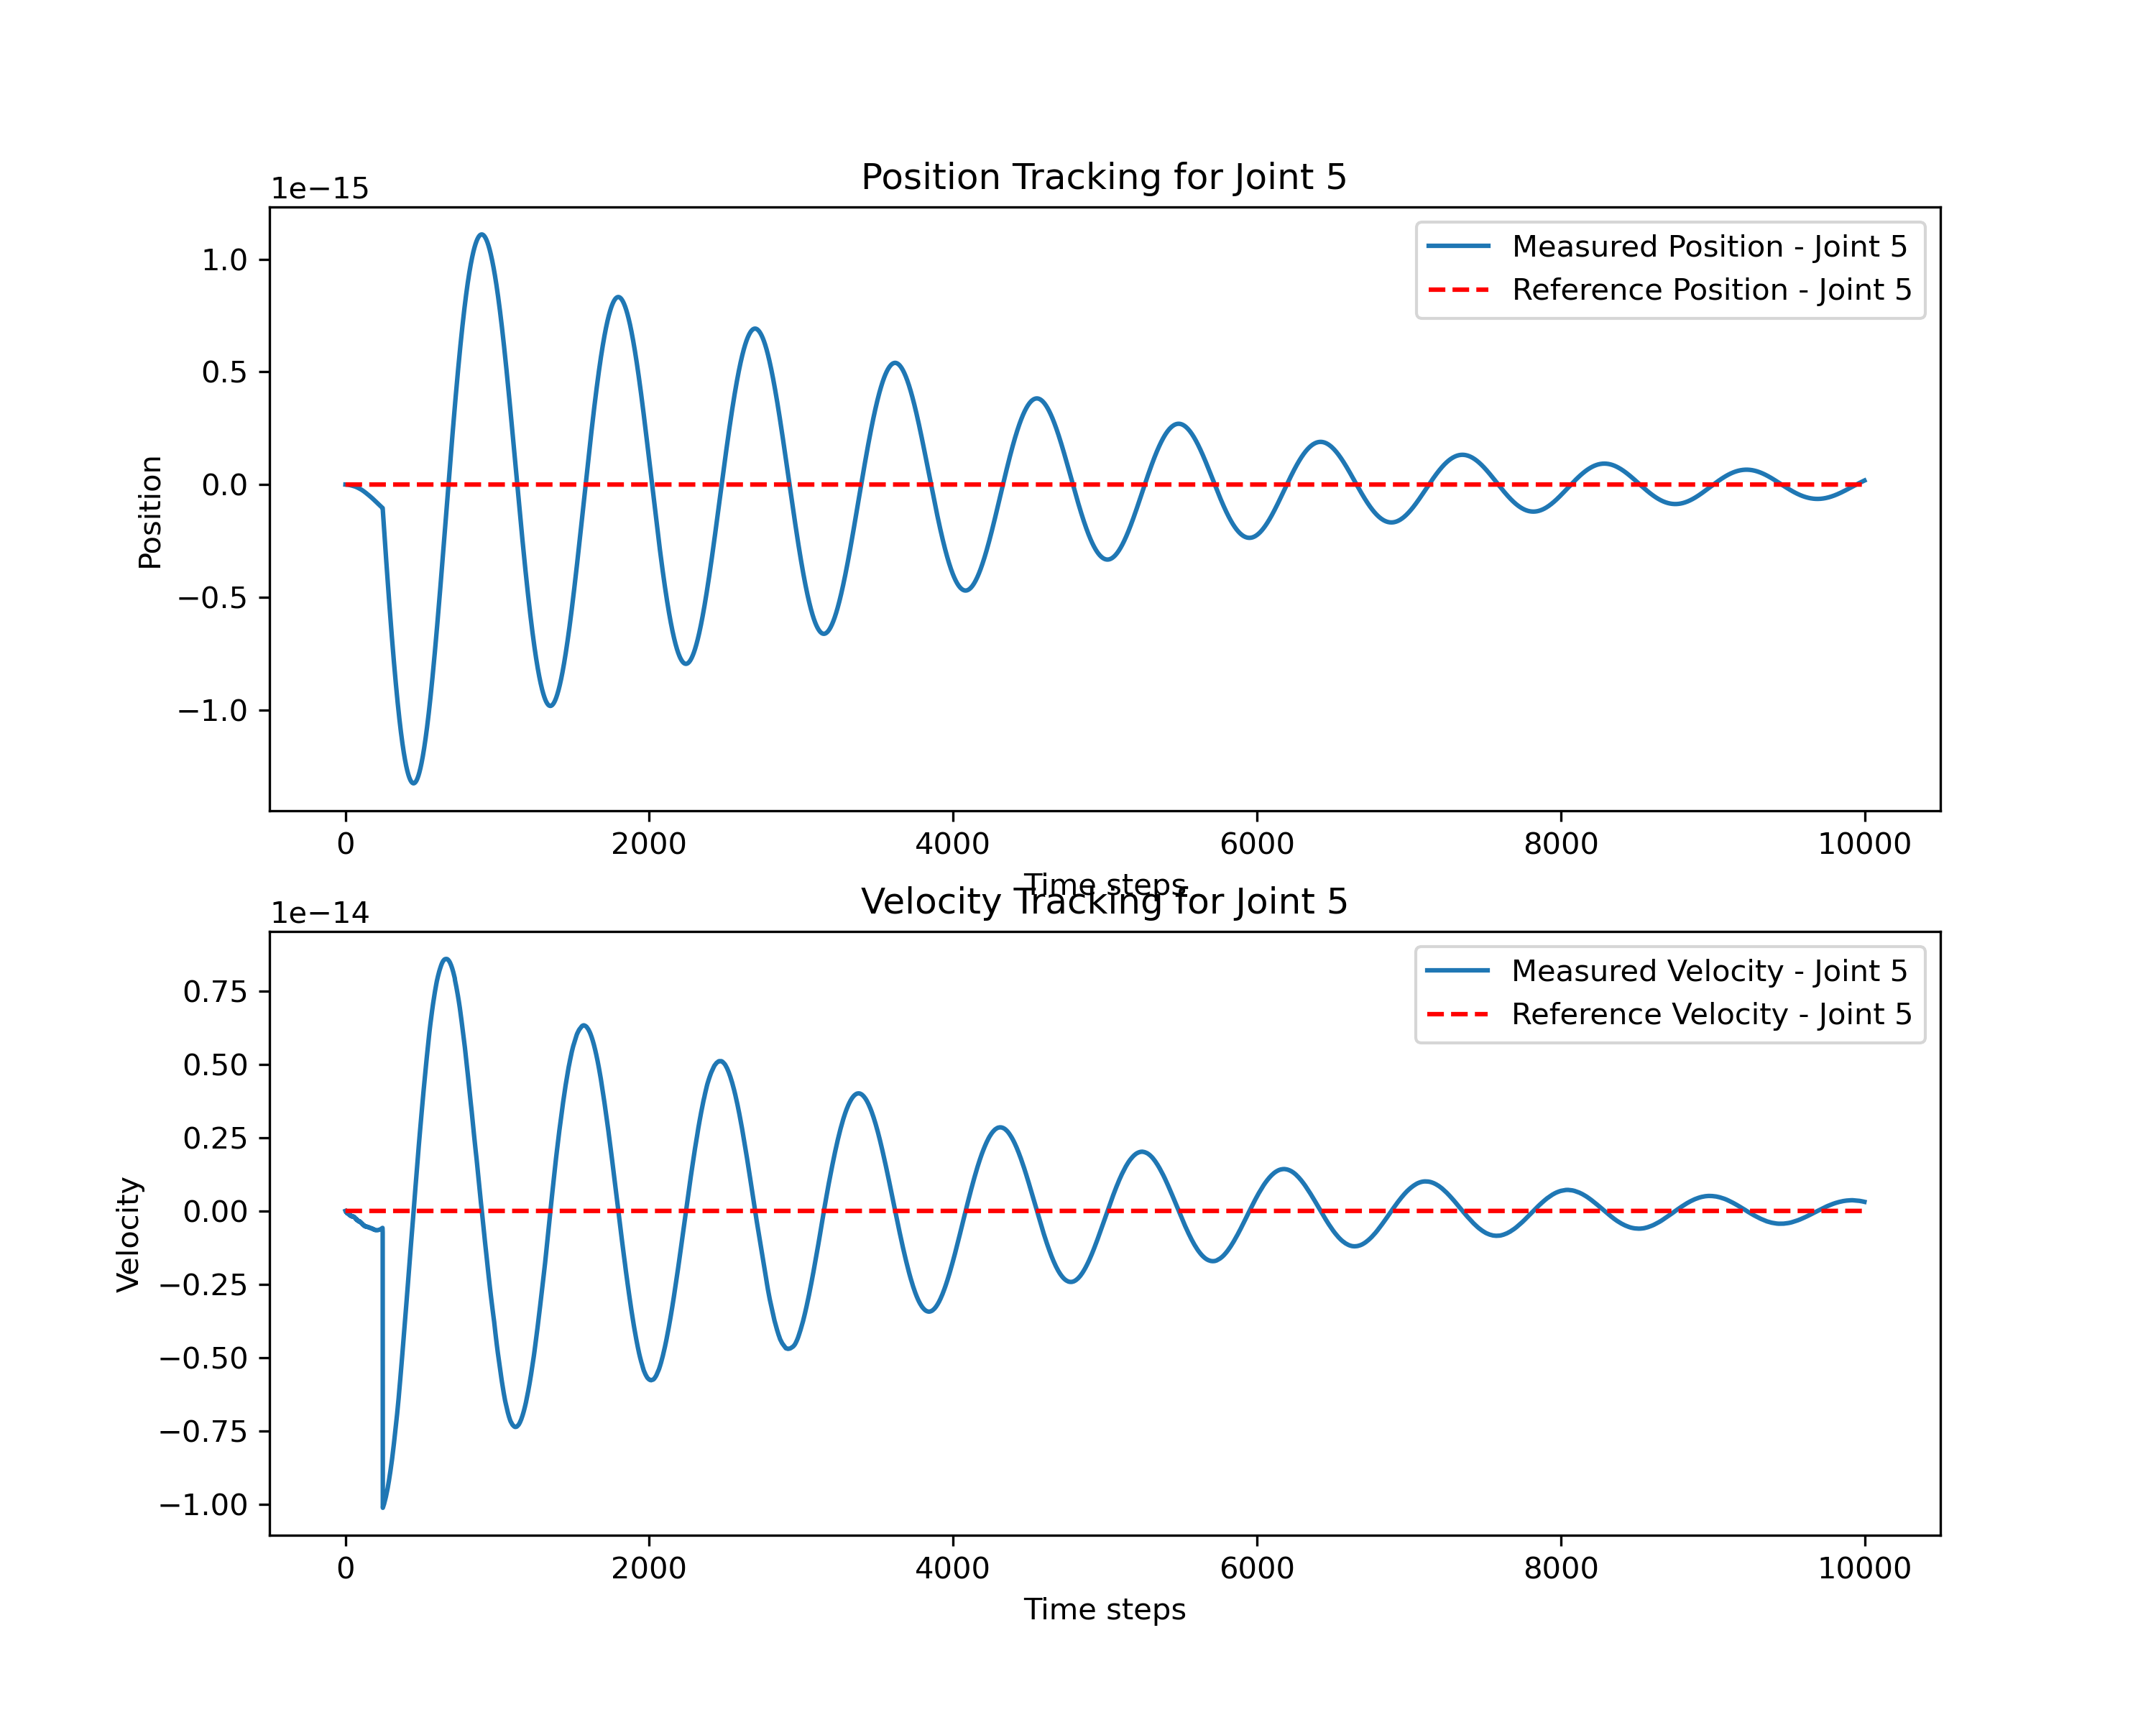 Position Tracking for Joint 5
1e−15
1.0
0.5
0.0
−0.5
−1.0
Position
Measured Position - Joint 5
Reference Position - Joint 5
0 2000 4000 6000 8000 10000
Time steps
Velocity Tracking for Joint 5
1e−14
0.75
0.50
0.25
0.00
−0.25
−0.50
−0.75
−1.00
Velocity
Measured Velocity - Joint 5
Reference Velocity - Joint 5
0 2000 4000 6000 8000 10000
Time steps